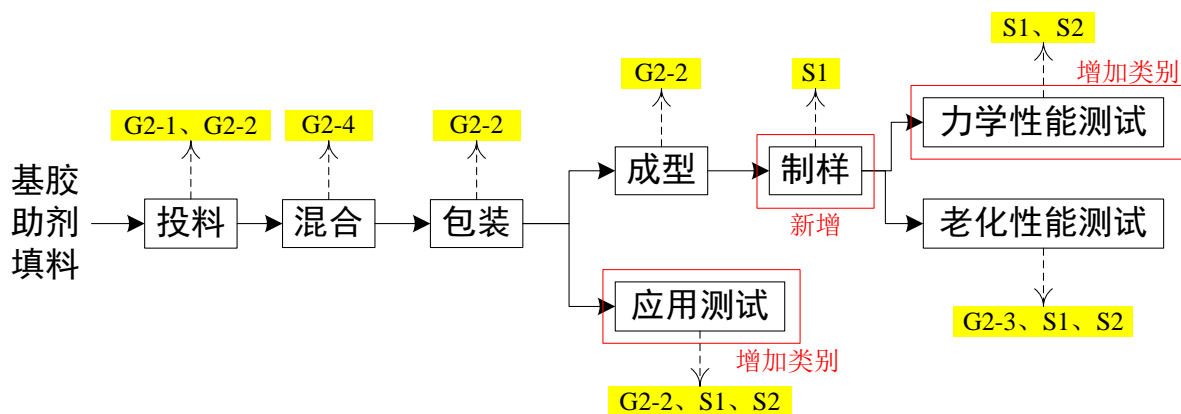 S1、S2
G2-2
S1
增加类别
G2-1、G2-2
G2-4
G2-2
力学性能测试
基胶
助剂
填料
投料
混合
包装
成型
制样
新增
老化性能测试
应用测试
增加类别
G2-3、S1、S2
G2-2、S1、S2